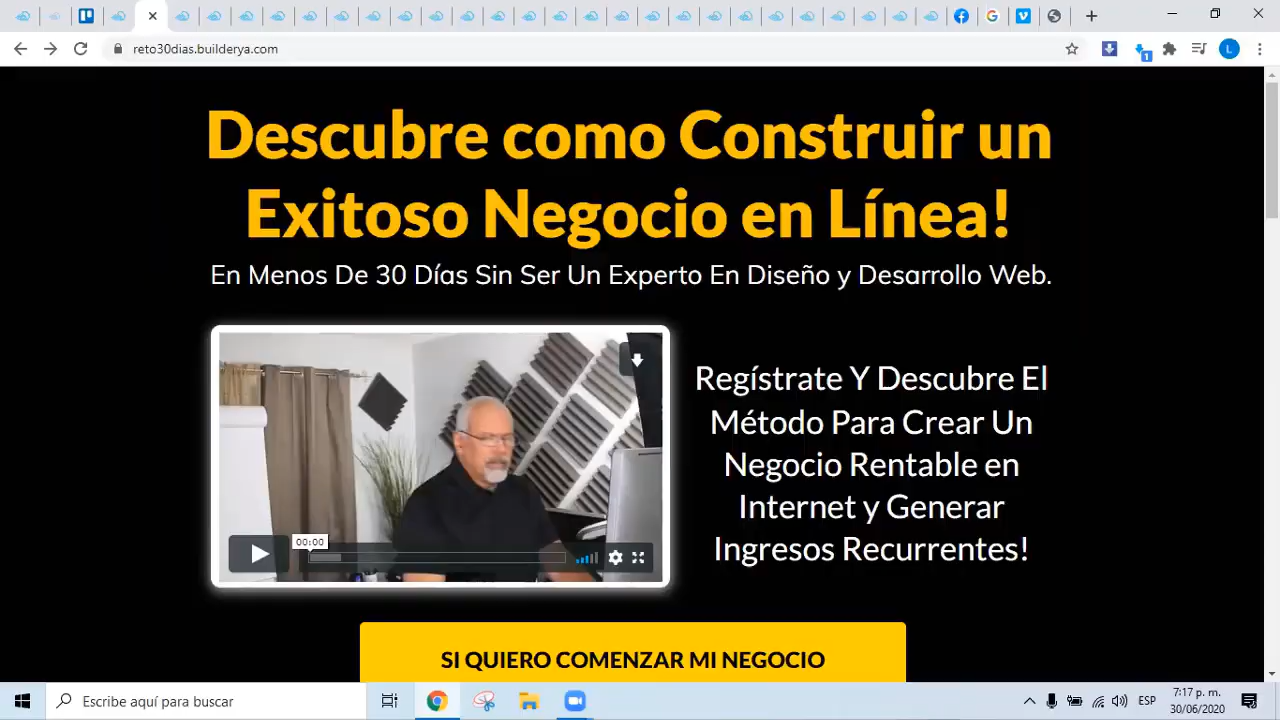 reto30dias.builderya.com
1
L
Descubre como Construir un
Exitoso Negocio en Línea!
En Menos De 30 Días Sin Ser Un Experto En Diseño y Desarrollo Web.
00:00
Regístrate Y Descubre El
Método Para Crear Un
Negocio Rentable en
Internet y Generar
Ingresos Recurrentes!
SI QUIERO COMENZAR MI NEGOCIO
Escribe aquí para buscar
ESP
7:17 p. m.
30/06/2020